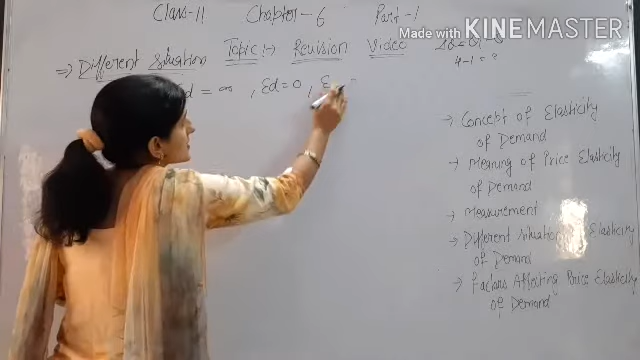 Class-11 Chapter-6 Part-1
Topic:- Revision Video
Made with KINEMASTER
4-1 = ?
⇒ Different Situation
d = ∞ , Ed = 0 , E
→ Concept of Elasticity
of Demand
→ Meaning of Price Elasticity
of Demand
→ Measurement
→ Different Situation Elasticity
of Demand
→ Factors Affecting Price Elasticity
of Demand